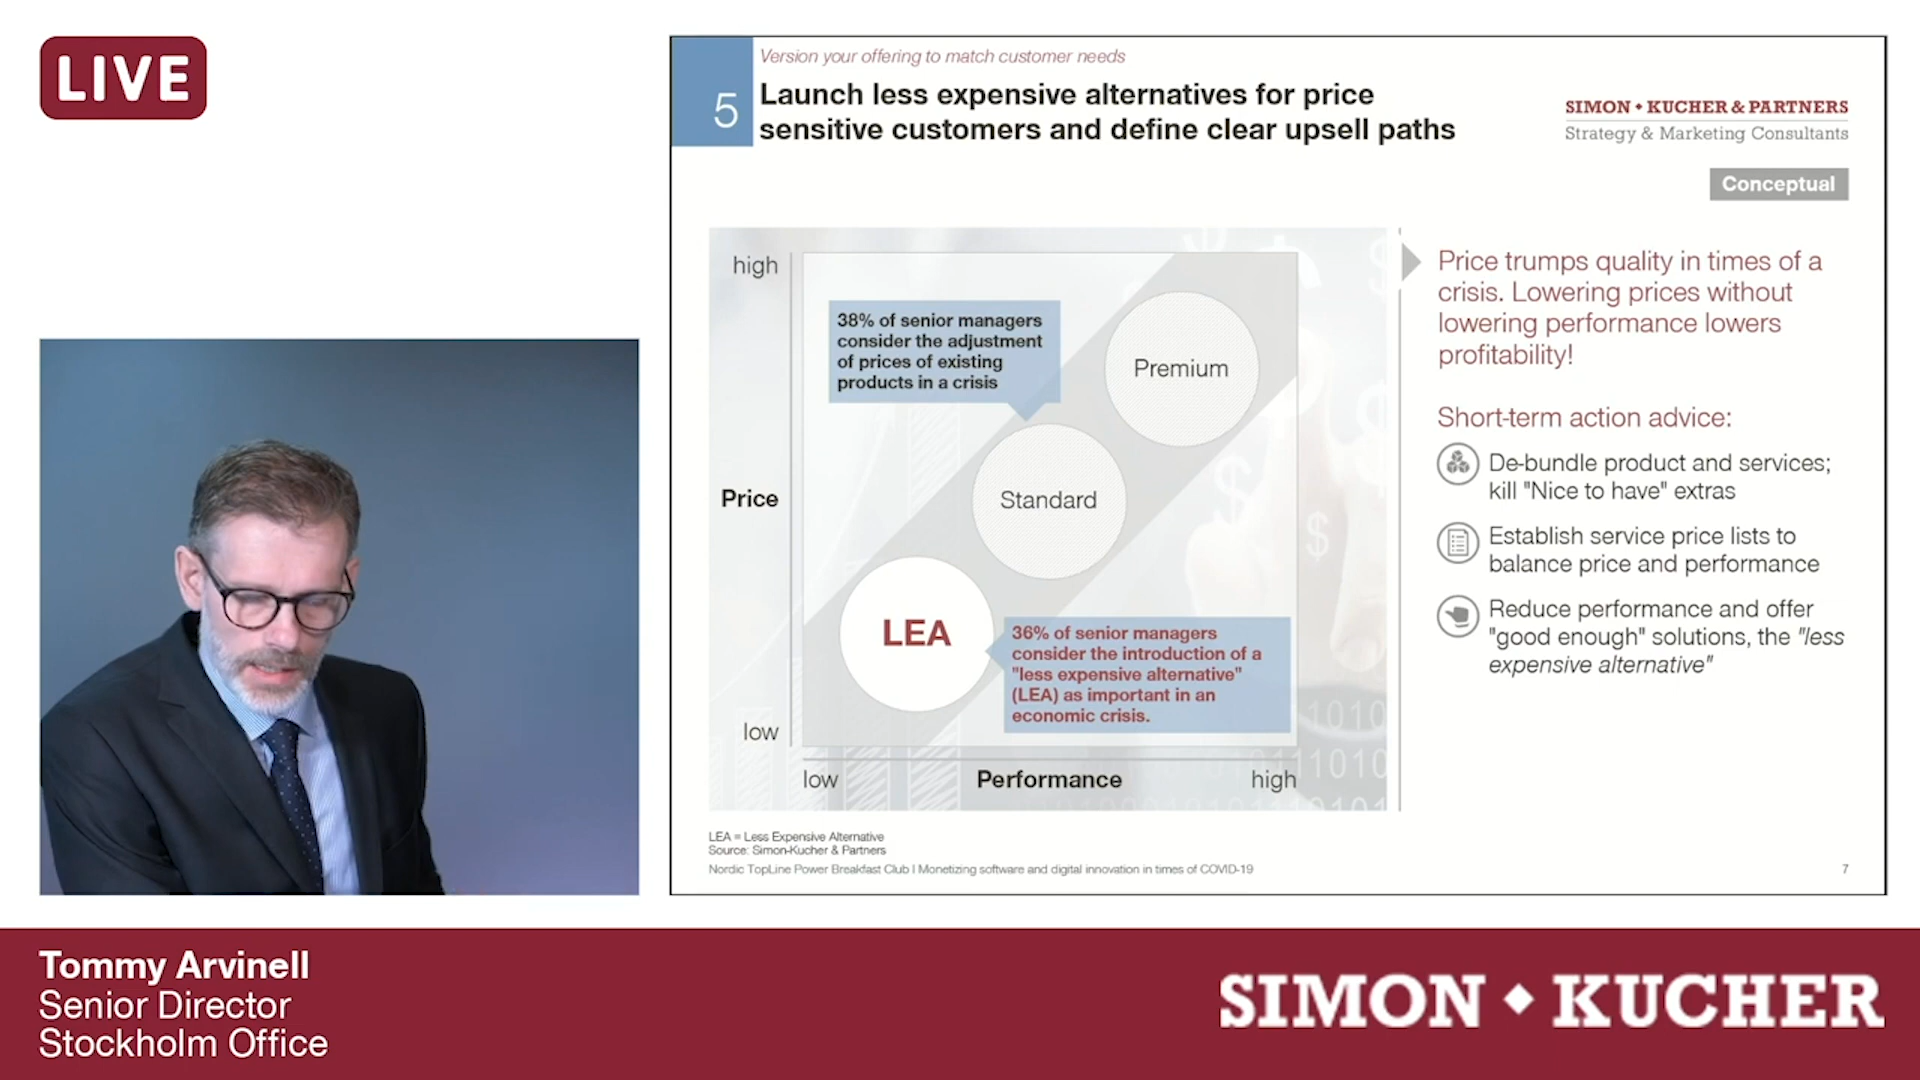 LIVE
Version your offering to match customer needs
5
Launch less expensive alternatives for price
sensitive customers and define clear upsell paths
SIMON • KUCHER & PARTNERS
Strategy & Marketing Consultants
Conceptual
high
38% of senior managers
consider the adjustment
of prices of existing
products in a crisis
Premium
Price
Standard
LEA
36% of senior managers
consider the introduction of a
"less expensive alternative"
(LEA) as important in an
economic crisis.
low
low
Performance
high
Price trumps quality in times of a
crisis. Lowering prices without
lowering performance lowers
profitability!
Short-term action advice:
De-bundle product and services;
kill "Nice to have" extras
Establish service price lists to
balance price and performance
Reduce performance and offer
"good enough" solutions, the "less
expensive alternative"
LEA = Less Expensive Alternative
Source: Simon-Kucher & Partners
Nordic TopLine Power Breakfast Club I Monetizing software and digital innovation in times of COVID-19
7
Tommy Arvinell
Senior Director
Stockholm Office
SIMON ◆ KUCHER